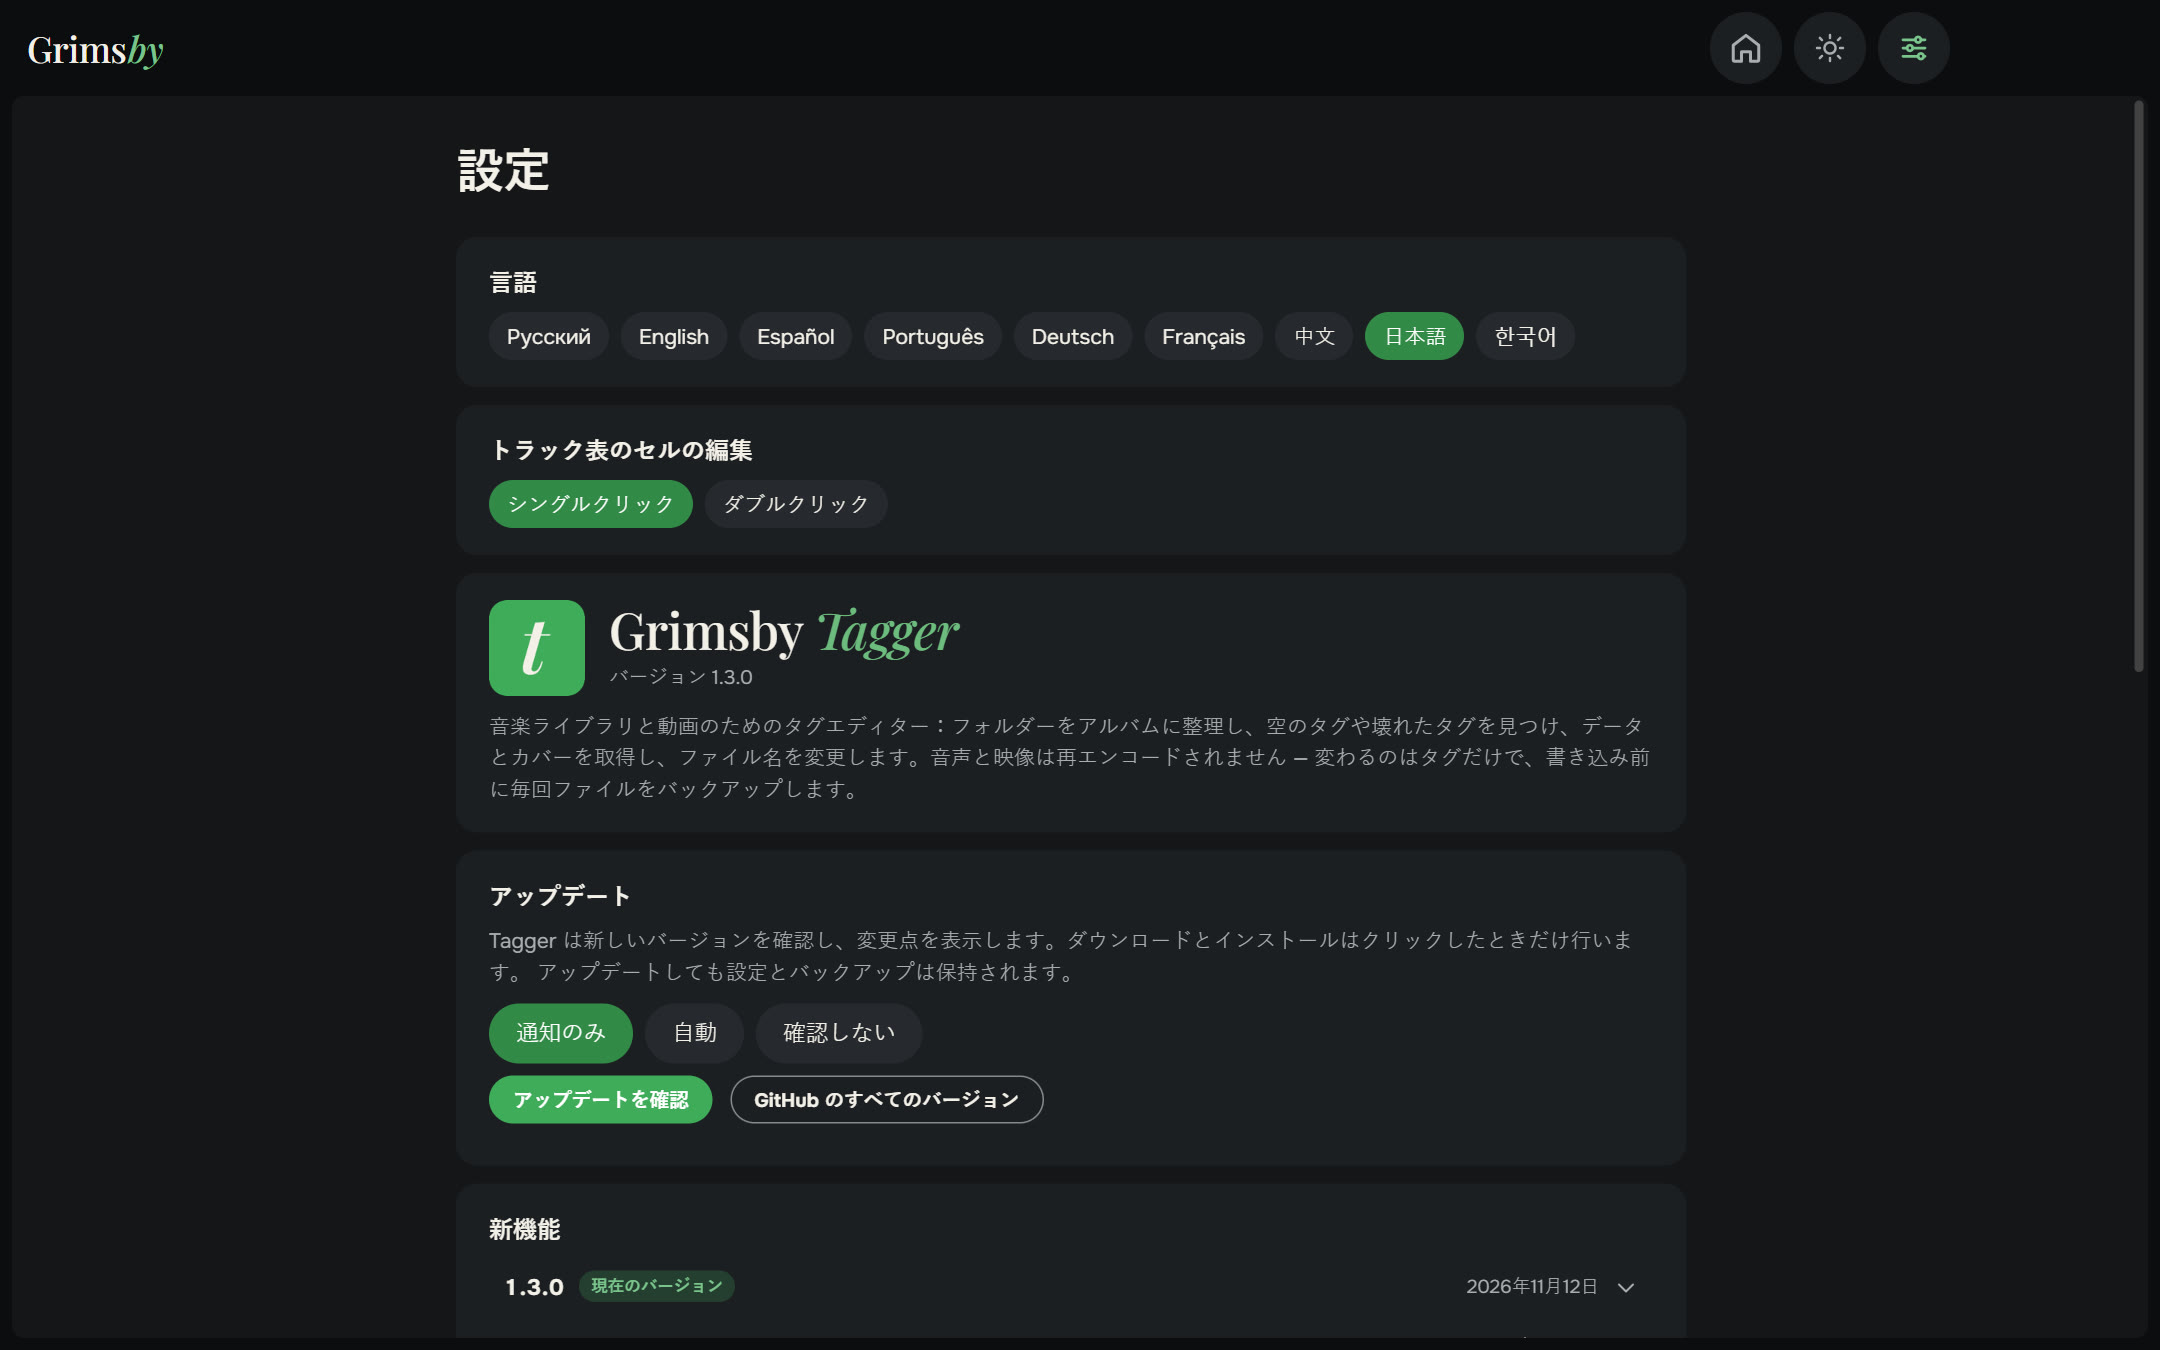 Grimsby
設定
言語
Русский English Español Português Deutsch Français 中文 日本語 한국어
トラック表のセルの編集
シングルクリック ダブルクリック
t
Grimsby Tagger
バージョン 1.3.0
音楽ライブラリと動画のためのタグエディター：フォルダーをアルバムに整理し、空のタグや壊れたタグを見つけ、データ
とカバーを取得し、ファイル名を変更します。音声と映像は再エンコードされません – 変わるのはタグだけで、書き込み前
に毎回ファイルをバックアップします。
アップデート
Tagger は新しいバージョンを確認し、変更点を表示します。ダウンロードとインストールはクリックしたときだけ行いま
す。 アップデートしても設定とバックアップは保持されます。
通知のみ 自動 確認しない
アップデートを確認 GitHub のすべてのバージョン
新機能
1.3.0 現在のバージョン 2026年11月12日